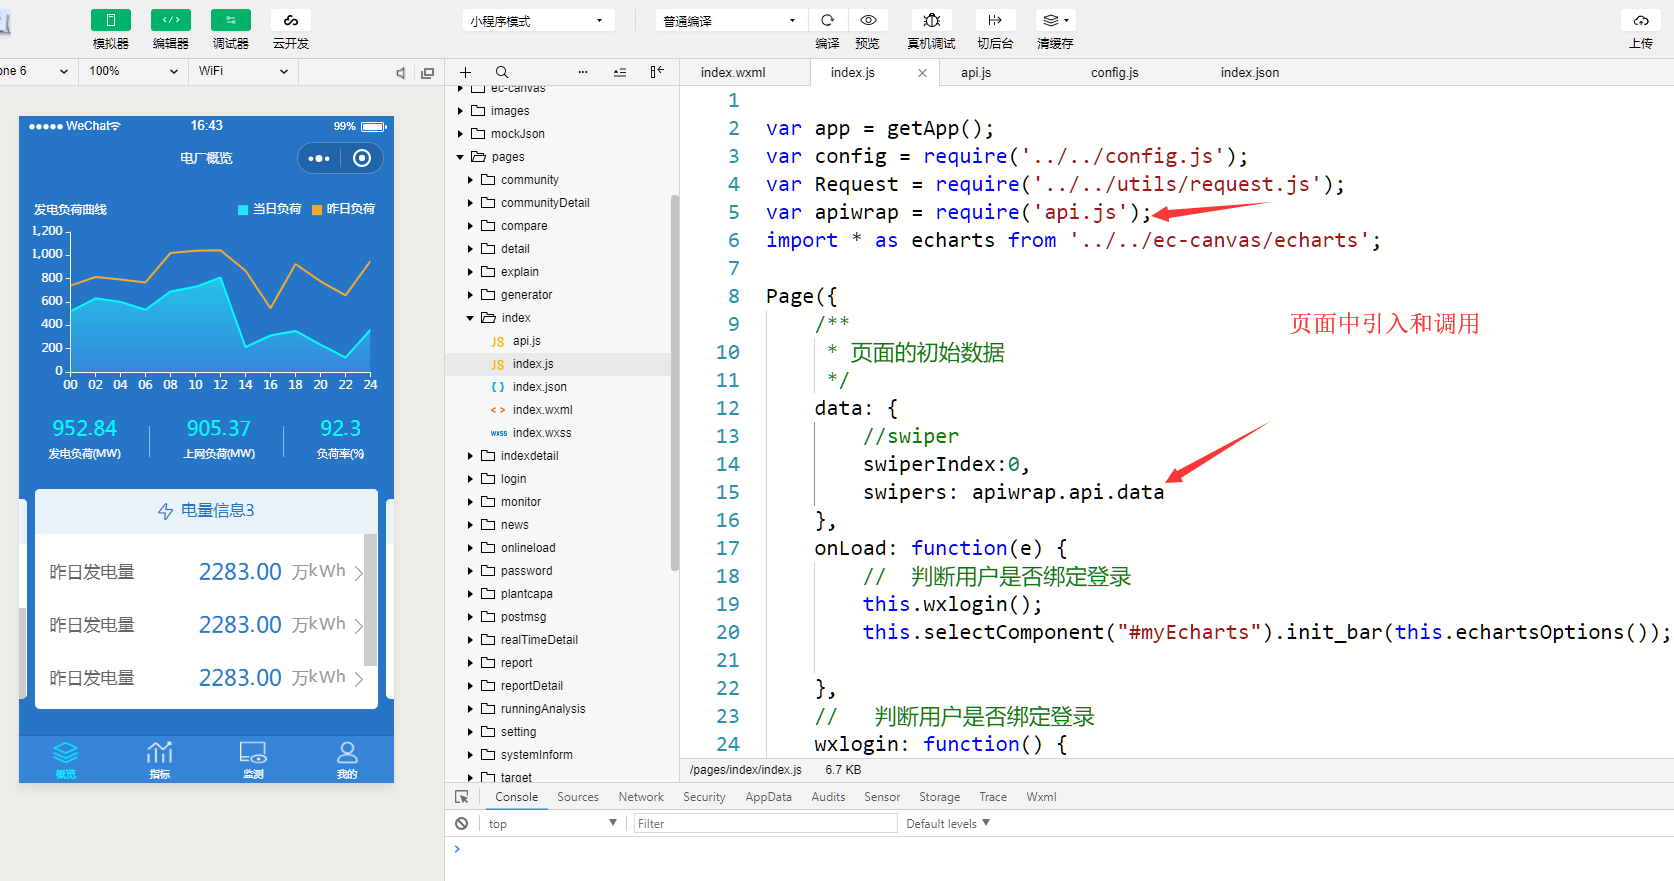 小程序模式
普通编译
模拟器 编辑器 调试器 云开发
编译 预览 真机调试 切后台 清缓存 上传
one 6 100% WiFi
index.wxml index.js api.js config.js index.json
WeChat 16:43 99%
电厂概览
发电负荷曲线 当日负荷 昨日负荷
1,200
1,000
800
600
400
200
0
00 02 04 06 08 10 12 14 16 18 20 22 24
952.84 905.37 92.3
发电负荷(MW) 上网负荷(MW) 负荷率(%)
电量信息3
昨日发电量 2283.00 万kWh
昨日发电量 2283.00 万kWh
昨日发电量 2283.00 万kWh
概览 指标 监测 我的
ec-canvas
images
mockJson
pages
community
communityDetail
compare
detail
explain
generator
index
JS api.js
JS index.js
{ } index.json
< > index.wxml
wxss index.wxss
indexdetail
login
monitor
news
onlineload
password
plantcapa
postmsg
realTimeDetail
report
reportDetail
runningAnalysis
setting
systemInform
target
1
2 var app = getApp();
3 var config = require('../../config.js');
4 var Request = require('../../utils/request.js');
5 var apiwrap = require('api.js');
6 import * as echarts from '../../ec-canvas/echarts';
7
8 Page({
9 /**
10 * 页面的初始数据
11 */
12 data: {
13 //swiper
14 swiperIndex:0,
15 swipers: apiwrap.api.data
16 },
17 onLoad: function(e) {
18 // 判断用户是否绑定登录
19 this.wxlogin();
20 this.selectComponent("#myEcharts").init_bar(this.echartsOptions());
21
22 },
23 // 判断用户是否绑定登录
24 wxlogin: function() {
页面中引入和调用
/pages/index/index.js 6.7 KB
Console Sources Network Security AppData Audits Sensor Storage Trace Wxml
top Filter Default levels